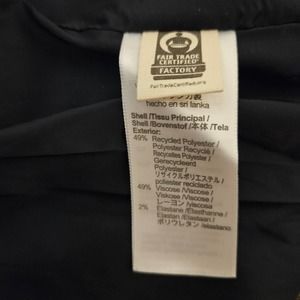 FAIR TRADE
CERTIFIED
FACTORY
FairTradeCertified.org
hecho en sri lanka
Shell /Tissu Principal /
Shell /Bovenstof /本体 /Tela
Exterior:
49% Recycled Polyester /
Polyester Recyclé /
Recyceltes Polyester /
Gerecycleerd
Polyester /
リサイクルポリエステル /
poliester reciclado
49% Viscose /Viscose /
Viskose /Viscose /
レーヨン /viscosa
2% Elastane /Élasthanne /
Elastan /Elastaan /
ポリウレタン /elastano